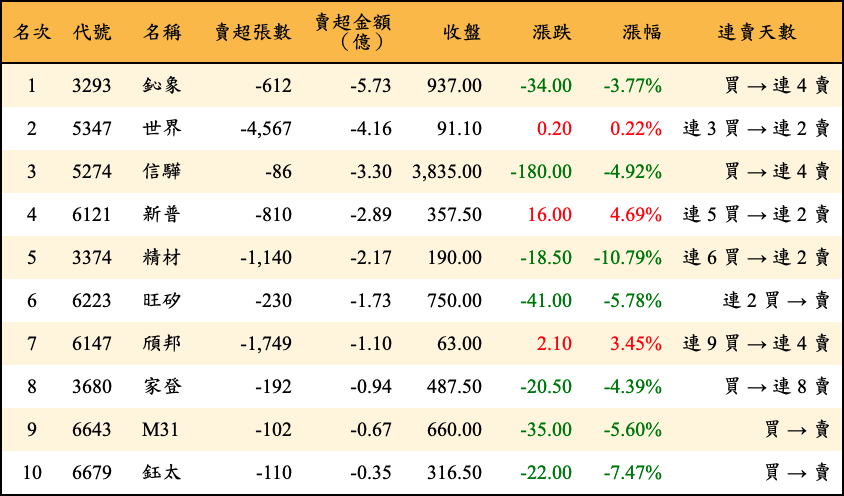 名次 代號 名稱 賣超張數 賣超金額（億） 收盤 漲跌 漲幅 連賣天數
1 3293 鈊象 -612 -5.73 937.00 -34.00 -3.77% 買 → 連 4 賣
2 5347 世界 -4,567 -4.16 91.10 0.20 0.22% 連 3 買 → 連 2 賣
3 5274 信驊 -86 -3.30 3,835.00 -180.00 -4.92% 買 → 連 4 賣
4 6121 新普 -810 -2.89 357.50 16.00 4.69% 連 5 買 → 連 2 賣
5 3374 精材 -1,140 -2.17 190.00 -18.50 -10.79% 連 6 買 → 連 2 賣
6 6223 旺矽 -230 -1.73 750.00 -41.00 -5.78% 連 2 買 → 賣
7 6147 頎邦 -1,749 -1.10 63.00 2.10 3.45% 連 9 買 → 連 4 賣
8 3680 家登 -192 -0.94 487.50 -20.50 -4.39% 買 → 連 8 賣
9 6643 M31 -102 -0.67 660.00 -35.00 -5.60% 買 → 賣
10 6679 鈺太 -110 -0.35 316.50 -22.00 -7.47% 買 → 賣